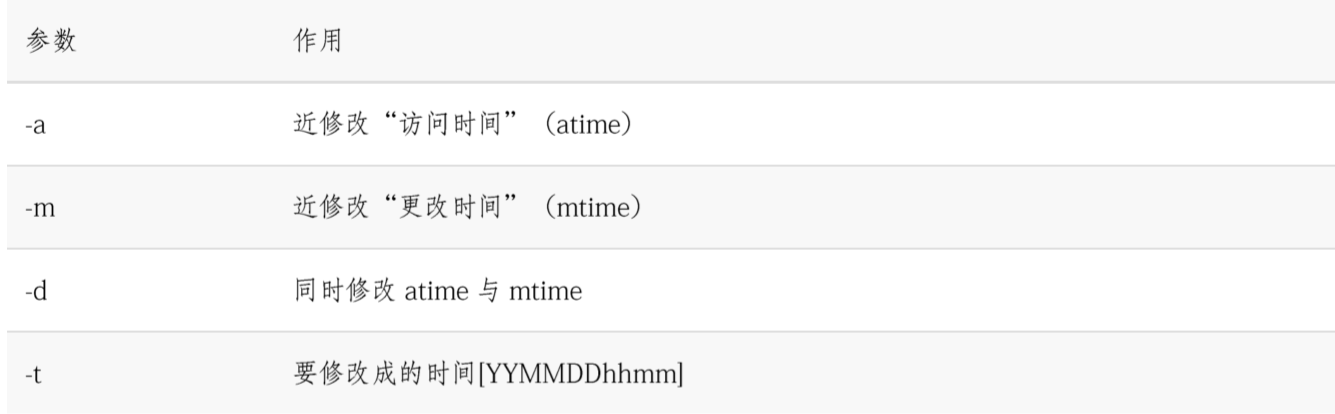 参数 作用
-a 近修改“访问时间”（atime）
-m 近修改“更改时间”（mtime）
-d 同时修改 atime 与 mtime
-t 要修改成的时间[YYMMDDhhmm]